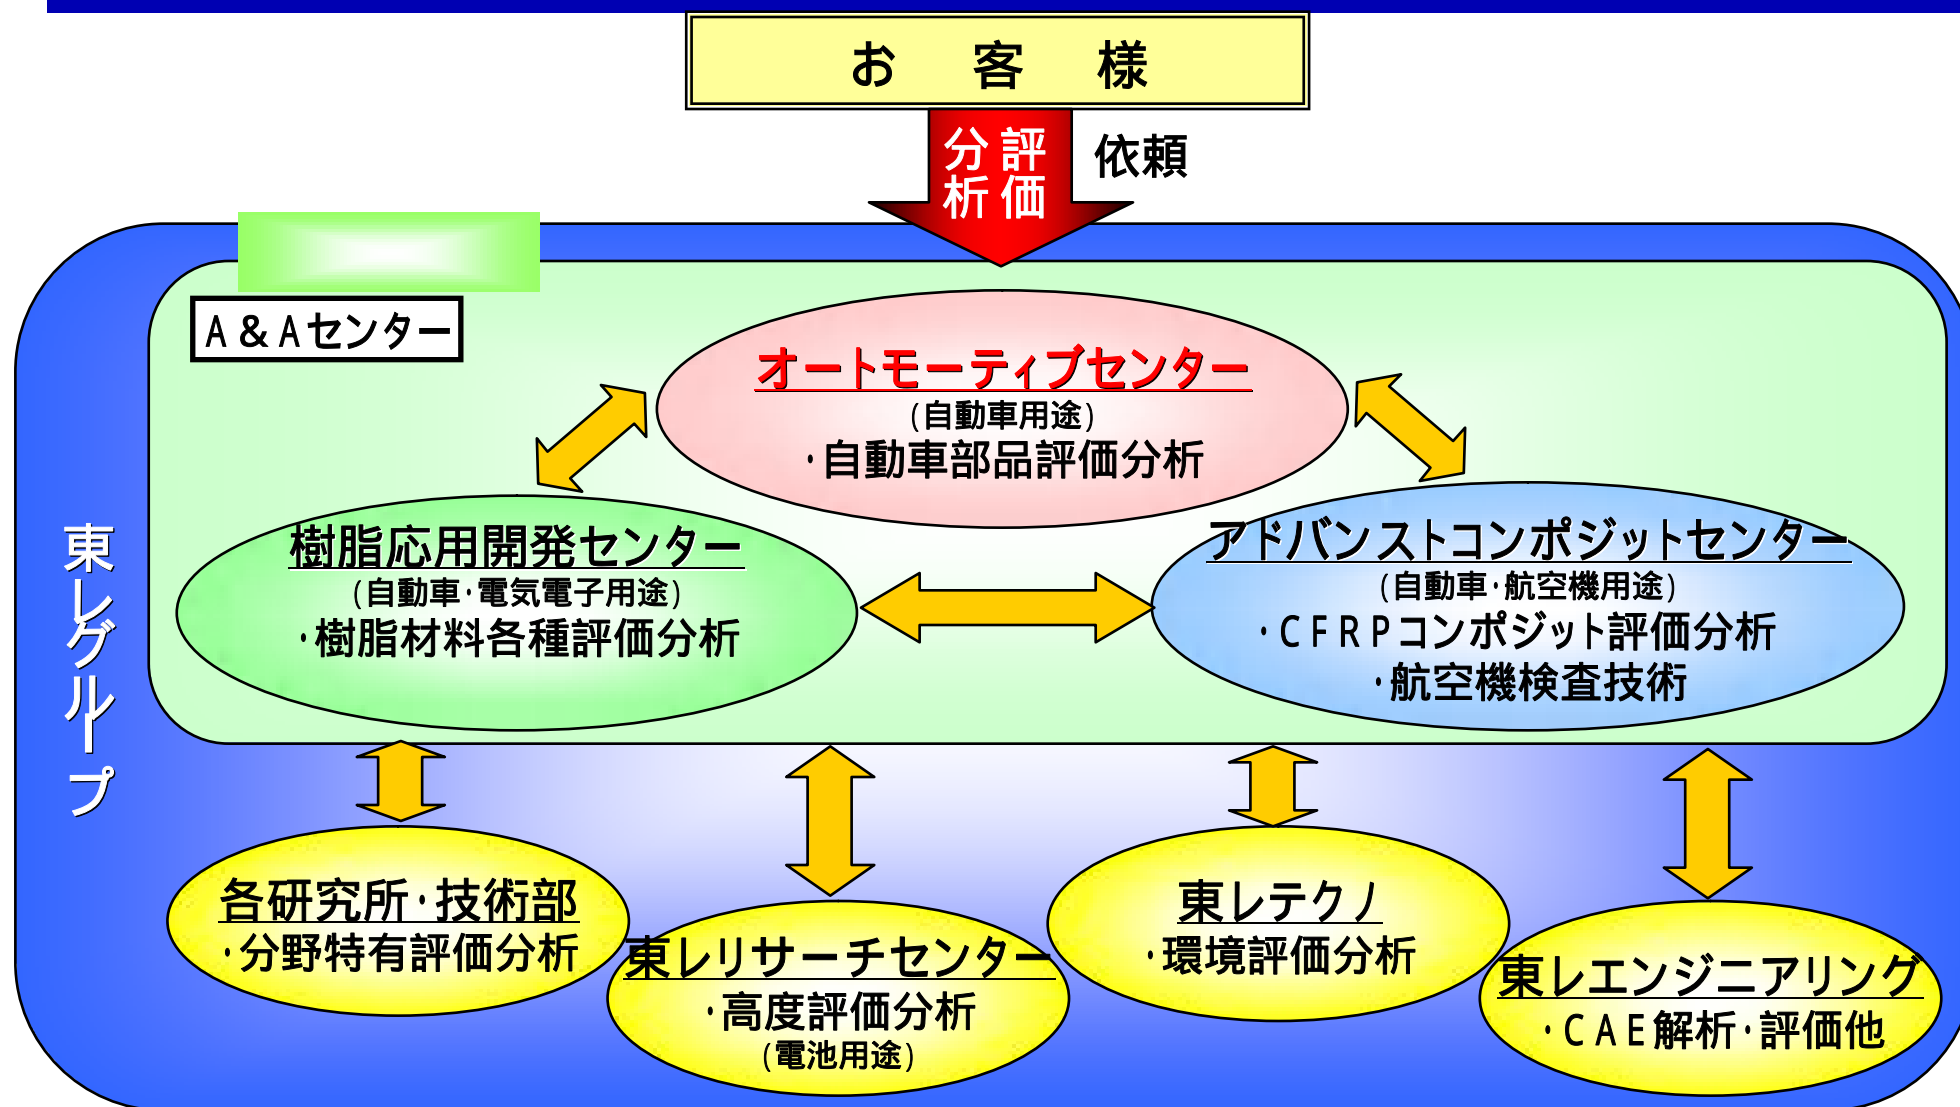 お 客 様
評価
分析
依頼
A&Aセンター
オートモーティブセンター
(自動車用途)
・自動車部品評価分析
樹脂応用開発センター
(自動車・電気電子用途)
・樹脂材料各種評価分析
アドバンストコンポジットセンター
(自動車・航空機用途)
・CFRPコンポジット評価分析
・航空機検査技術
東レグループ
各研究所・技術部
・分野特有評価分析
東レリサーチセンター
・高度評価分析
(電池用途)
東レテクノ
・環境評価分析
東レエンジニアリング
・CAE解析・評価他